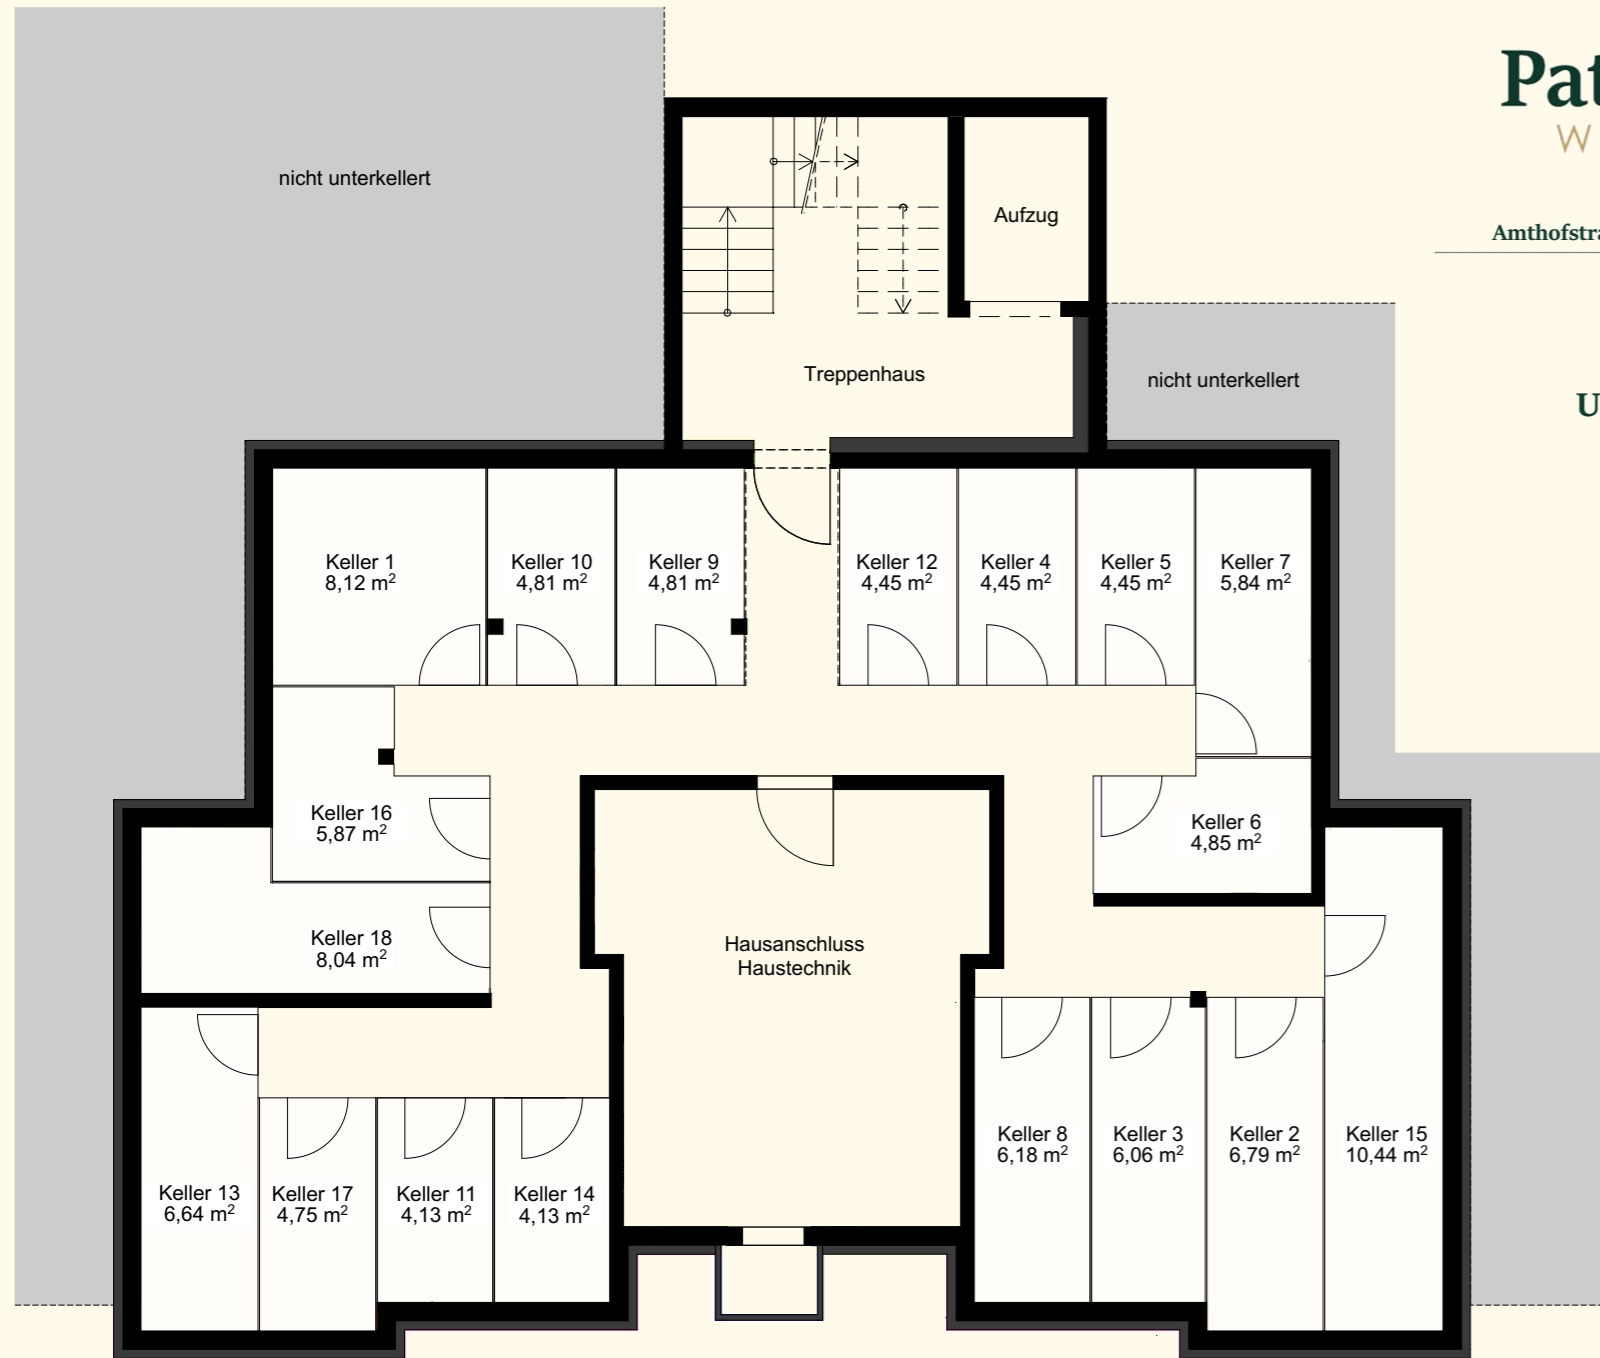 Pat
W
Amthofstra
U
nicht unterkellert
Aufzug
Treppenhaus
nicht unterkellert
Keller 1
8,12 m²
Keller 10
4,81 m²
Keller 9
4,81 m²
Keller 12
4,45 m²
Keller 4
4,45 m²
Keller 5
4,45 m²
Keller 7
5,84 m²
Keller 16
5,87 m²
Keller 6
4,85 m²
Keller 18
8,04 m²
Hausanschluss
Haustechnik
Keller 8
6,18 m²
Keller 3
6,06 m²
Keller 2
6,79 m²
Keller 15
10,44 m²
Keller 13
6,64 m²
Keller 17
4,75 m²
Keller 11
4,13 m²
Keller 14
4,13 m²